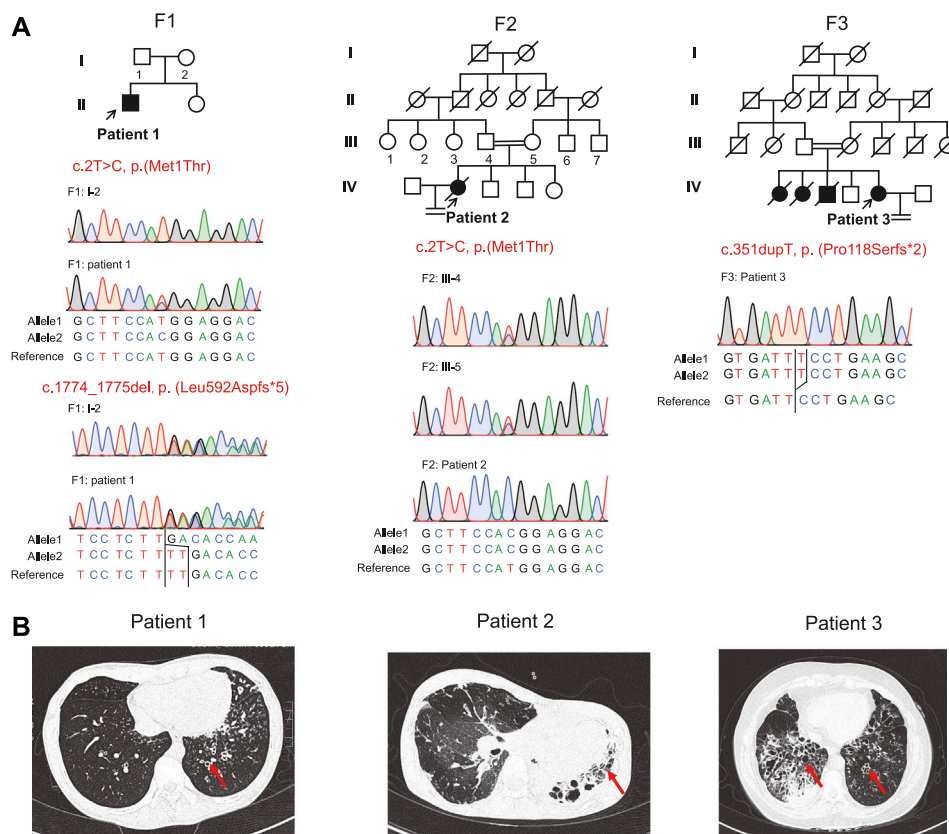 A
F1
I
1
2
II
Patient 1
c.2T>C, p.(Met1Thr)
F1: I-2
F1: patient 1
Allele1 G C T T C C A T G G A G G A C
Allele2 G C T T C C A C G G A G G A C
Reference G C T T C C A T G G A G G A C
c.1774_1775del, p. (Leu592Aspfs*5)
F1: I-2
F1: patient 1
Allele1 T C C T C T T G A C A C C A A
Allele2 T C C T C T T T T G A C A C C
Reference T C C T C T T T T G A C A C C
F2
I
II
III
1 2 3 4 5 6 7
IV
Patient 2
c.2T>C, p.(Met1Thr)
F2: III-4
F2: III-5
F2: Patient 2
Allele1 G C T T C C A C G G A G G A C
Allele2 G C T T C C A C G G A G G A C
Reference G C T T C C A T G G A G G A C
F3
I
II
III
IV
Patient 3
c.351dupT, p. (Pro118Serfs*2)
F3: Patient 3
Allele1 G T G A T T T C C T G A A G C
Allele2 G T G A T T T C C T G A A G C
Reference G T G A T T C C T G A A G C
B
Patient 1
Patient 2
Patient 3